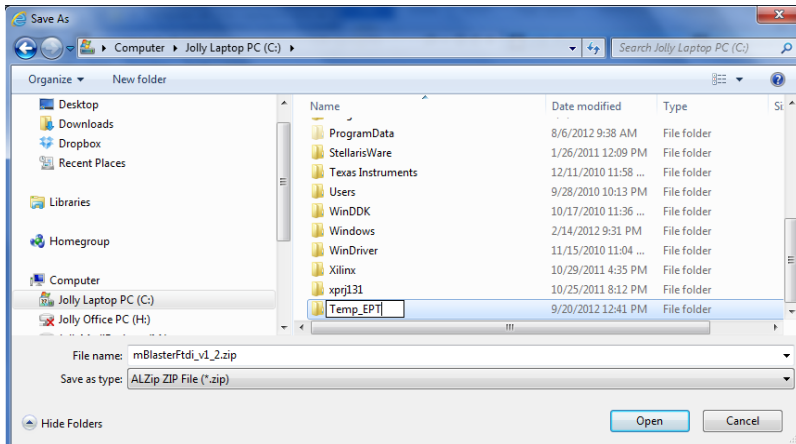 Save As
Computer ▸ Jolly Laptop PC (C:) ▸
Search Jolly Laptop PC (C:)
Organize
New folder
Desktop
Downloads
Dropbox
Recent Places
Libraries
Homegroup
Computer
Jolly Laptop PC (C:)
Jolly Office PC (H:)
Name Date modified Type
ProgramData 8/6/2012 9:38 AM File folder
StellarisWare 1/26/2011 12:09 PM File folder
Texas Instruments 12/11/2010 11:58 ... File folder
Users 9/28/2010 10:13 PM File folder
WinDDK 10/17/2010 11:36 ... File folder
Windows 2/14/2012 9:31 PM File folder
WinDriver 11/15/2010 11:04 ... File folder
Xilinx 10/29/2011 4:35 PM File folder
xprj131 10/25/2011 8:12 PM File folder
Temp_EPT 9/20/2012 12:41 PM File folder
File name: mBlasterFtdi_v1_2.zip
Save as type: ALZip ZIP File (*.zip)
Hide Folders
Open
Cancel